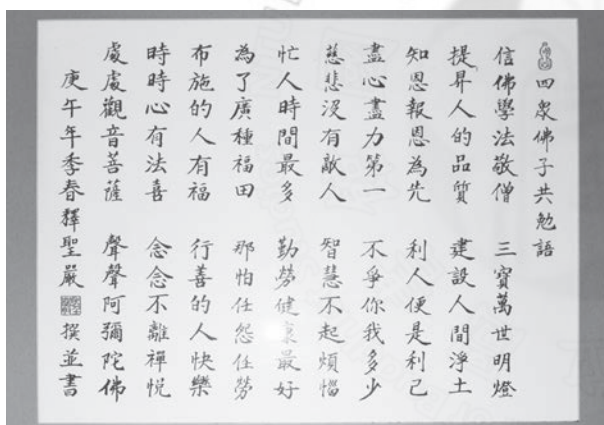 四眾佛子共勉語
信佛學法敬僧 三寶萬世明燈
提昇人的品質 建設人間淨土
知恩報恩為先 利人便是利己
盡心盡力第一 不爭你我多少
慈悲沒有敵人 智慧不起煩惱
忙人時間最多 勤勞健康最好
為了廣種福田 那怕任怨任勞
布施的人有福 行善的人快樂
時時心有法喜 念念不離禪悅
處處觀音菩薩 聲聲阿彌陀佛
庚午年季春釋聖嚴 撰並書